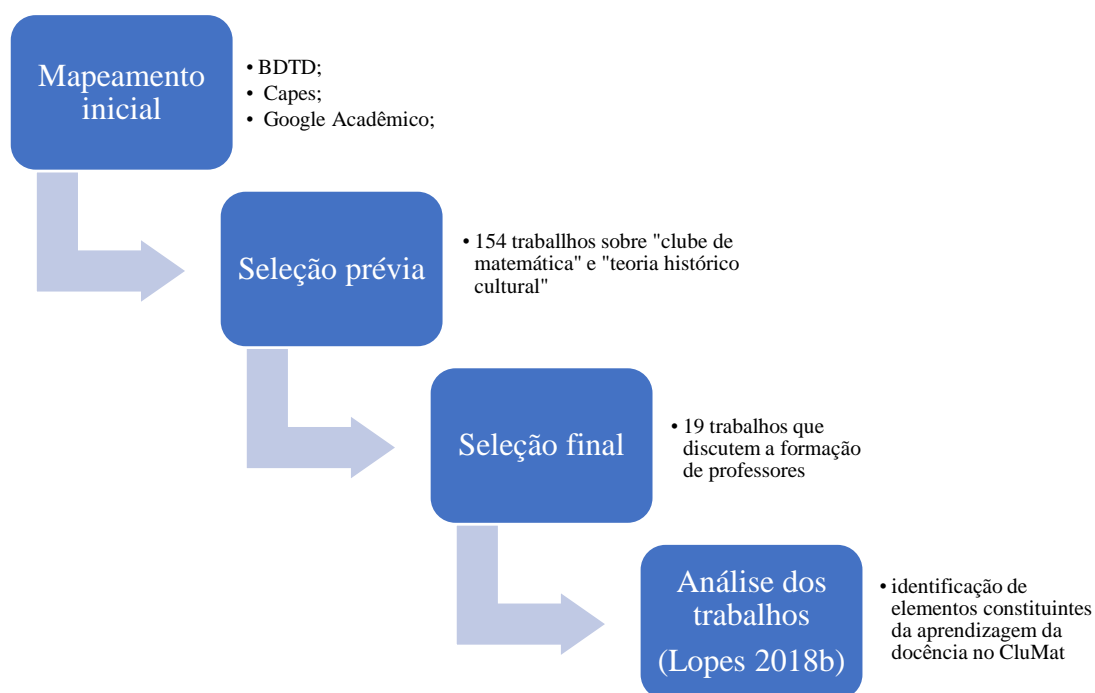 Mapeamento
inicial
• BDTD;
• Capes;
• Google Acadêmico;
Seleção prévia
• 154 traballhos sobre "clube de
matemática" e "teoria histórico
cultural"
Seleção final
• 19 trabalhos que
discutem a formação
de professores
Análise dos
trabalhos
(Lopes 2018b)
• identificação de
elementos constituintes
da aprendizagem da
docência no CluMat